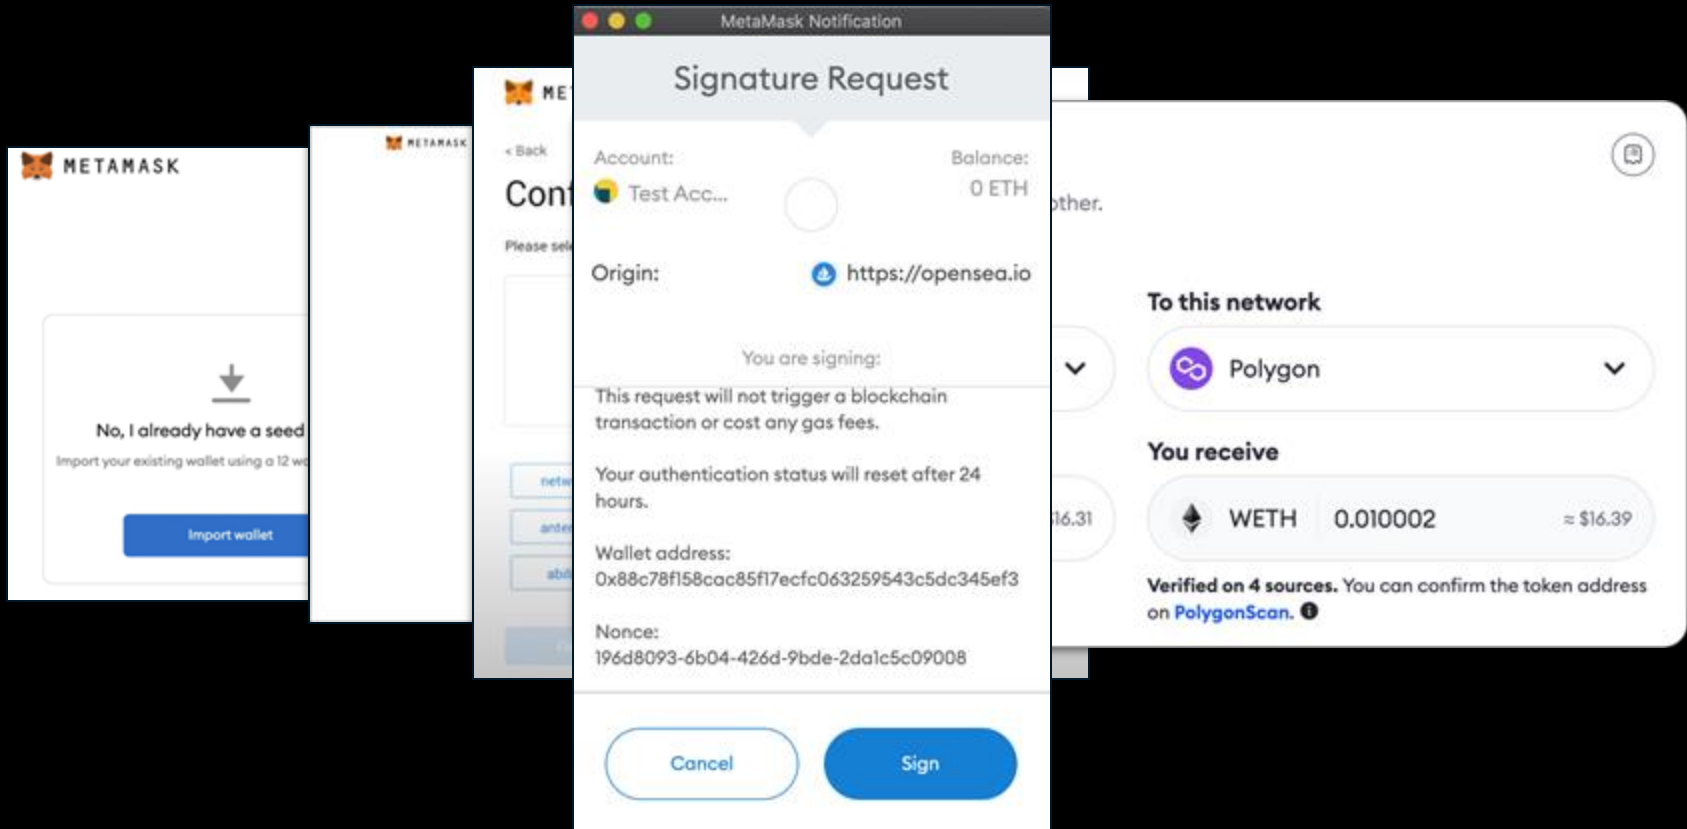 METAMASK
No, I already have a seed
Import your existing wallet using a 12
Import wallet
METAMASK
< Back
Please
MetaMask Notification
Signature Request
Account:
Balance:
Test Acc...
0 ETH
Origin:
https://opensea.io
You are signing:
This request will not trigger a blockchain
transaction or cost any gas fees.
Your authentication status will reset after 24
hours.
Wallet address:
0x88c78f158cac85f17ecfc063259543c5dc345ef3
Nonce:
196d8093-6b04-426d-9bde-2da1c5c09008
Cancel
Sign
To this network
Polygon
You receive
16.31
WETH
0.010002
≈ $16.39
Verified on 4 sources. You can confirm the token address
on PolygonScan.